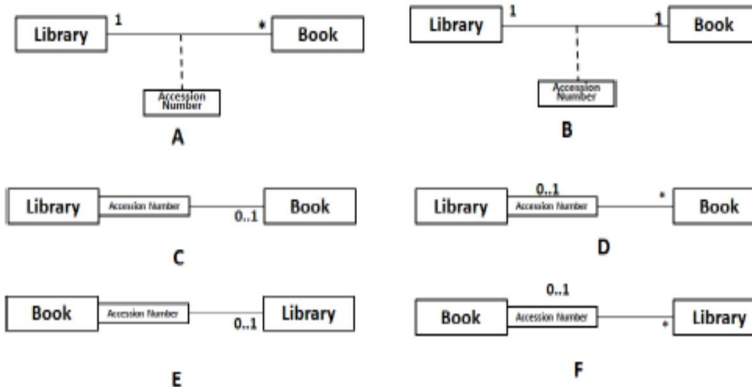 Library 1 * Book
Accession
Number
A
Library 1 1 Book
Accession
Number
B
Library Accession Number 0..1 Book
C
0..1
Library Accession Number * Book
D
Book Accession Number 0..1 Library
E
0..1
Book Accession Number * Library
F